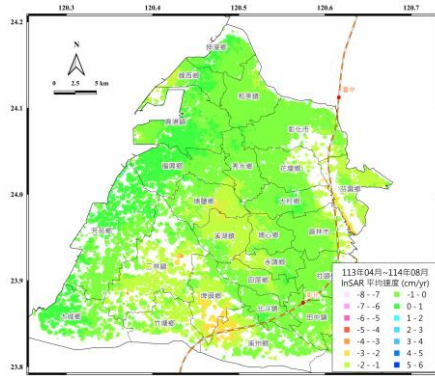 120.3 120.4 120.5 120.6 120.7
24.2
24.1
24.0
23.9
23.8
N
0 2.5 5 km
伸港鄉
線西鄉
和美鎮
鹿港鎮
彰化市
福興鄉
秀水鄉
花壇鄉
芬園鄉
埔鹽鄉
大村鄉
芳苑鄉
溪湖鎮
埔心鄉
員林市
永靖鄉
二林鎮
田尾鄉
社頭鄉
埤頭鄉
北斗鎮
田中鎮
大城鄉
竹塘鄉
溪州鄉
113年04月~114年08月
InSAR 平均速度 (cm/yr)
-8 - -7
-7 - -6
-6 - -5
-5 - -4
-4 - -3
-3 - -2
-2 - -1
-1 - 0
0 - 1
1 - 2
2 - 3
3 - 4
4 - 5
5 - 6